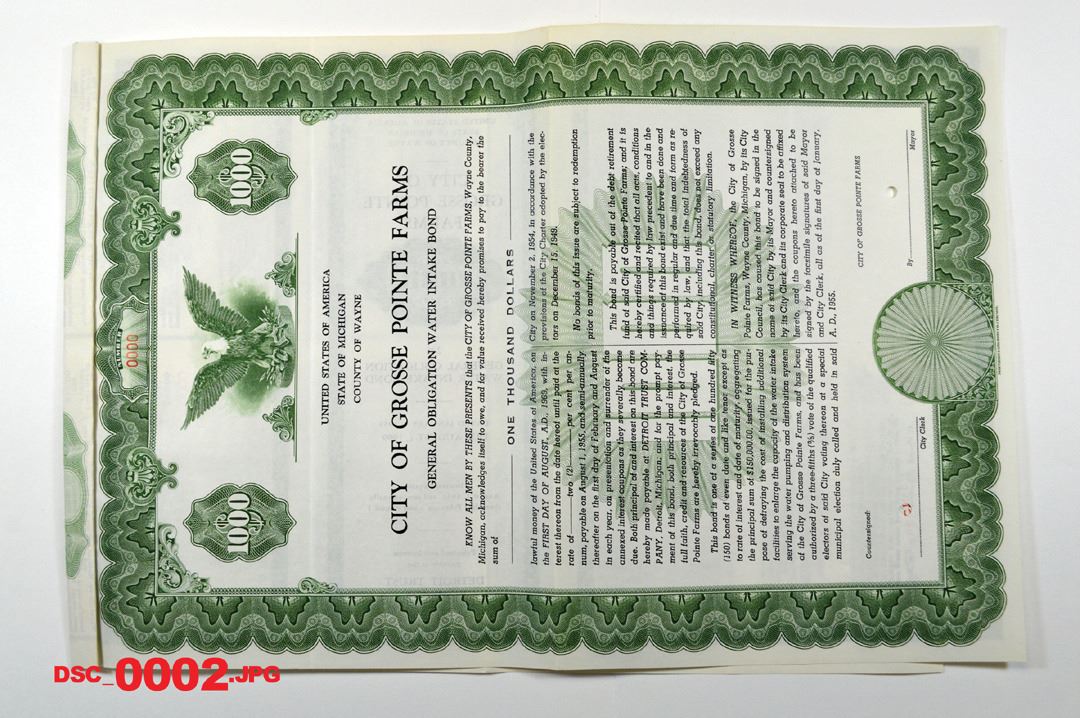 NUMBER
0000
$1000
$1000
UNITED STATES OF AMERICA
STATE OF MICHIGAN
COUNTY OF WAYNE
CITY OF GROSSE POINTE FARMS
GENERAL OBLIGATION WATER INTAKE BOND
KNOW ALL MEN BY THESE PRESENTS that the CITY OF GROSSE POINTE FARMS, Wayne County,
Michigan, acknowledges itself to owe, and for value received hereby promises to pay to the bearer the
sum of
ONE THOUSAND DOLLARS
lawful money of the United States of America, on
the FIRST DAY OF AUGUST, A.D., 1963, with in-
terest thereon from the date hereof until paid at the
rate of two (2) per cent per an-
num, payable on August 1, 1955, and semi-annually
thereafter on the first day of February and August
in each year, on presentation and surrender of the
annexed interest coupons as they severally become
due. Both principal of and interest on this bond are
hereby made payable at DETROIT TRUST COM-
PANY, Detroit, Michigan, and for the prompt pay-
ment of this bond, both principal and interest, the
full faith, credit and resources of the City of Grosse
Pointe Farms are hereby irrevocably pledged.
This bond is one of a series of one hundred fifty
(150) bonds of even date and like tenor, except as
to rate of interest and date of maturity, aggregating
the principal sum of $150,000.00, issued for the pur-
pose of defraying the cost of installing additional
facilities to enlarge the capacity of the water intake
serving the water pumping and distribution system
of the City of Grosse Pointe Farms, and has been
authorized by a three-fifths (⅗) vote of the qualified
electors of said City voting thereon at a special
municipal election duly called and held in said
City on November 2, 1954, in accordance with the
provisions of the City Charter adopted by the elec-
tors on December 15, 1949.
No bonds of this issue are subject to redemption
prior to maturity.
This bond is payable out of the debt retirement
fund of said City of Grosse Pointe Farms, and it is
hereby certified and recited that all acts, conditions
and things required by law precedent to and in the
issuance of this bond exist and have been done and
performed in regular and due time and form as re-
quired by law, and that the total indebtedness of
said City, including this bond, does not exceed any
constitutional, charter or statutory limitation.
IN WITNESS WHEREOF, the City of Grosse
Pointe Farms, Wayne County, Michigan, by its City
Council, has caused this bond to be signed in the
name of said City by its Mayor and countersigned
by its City Clerk and its corporate seal to be affixed
hereto, and the coupons hereto attached to be
signed by the facsimile signatures of said Mayor
and City Clerk, all as of the first day of January,
A. D., 1955.
CITY OF GROSSE POINTE FARMS
Countersigned:
By
Mayor
City Clerk
DSC_0002.JPG